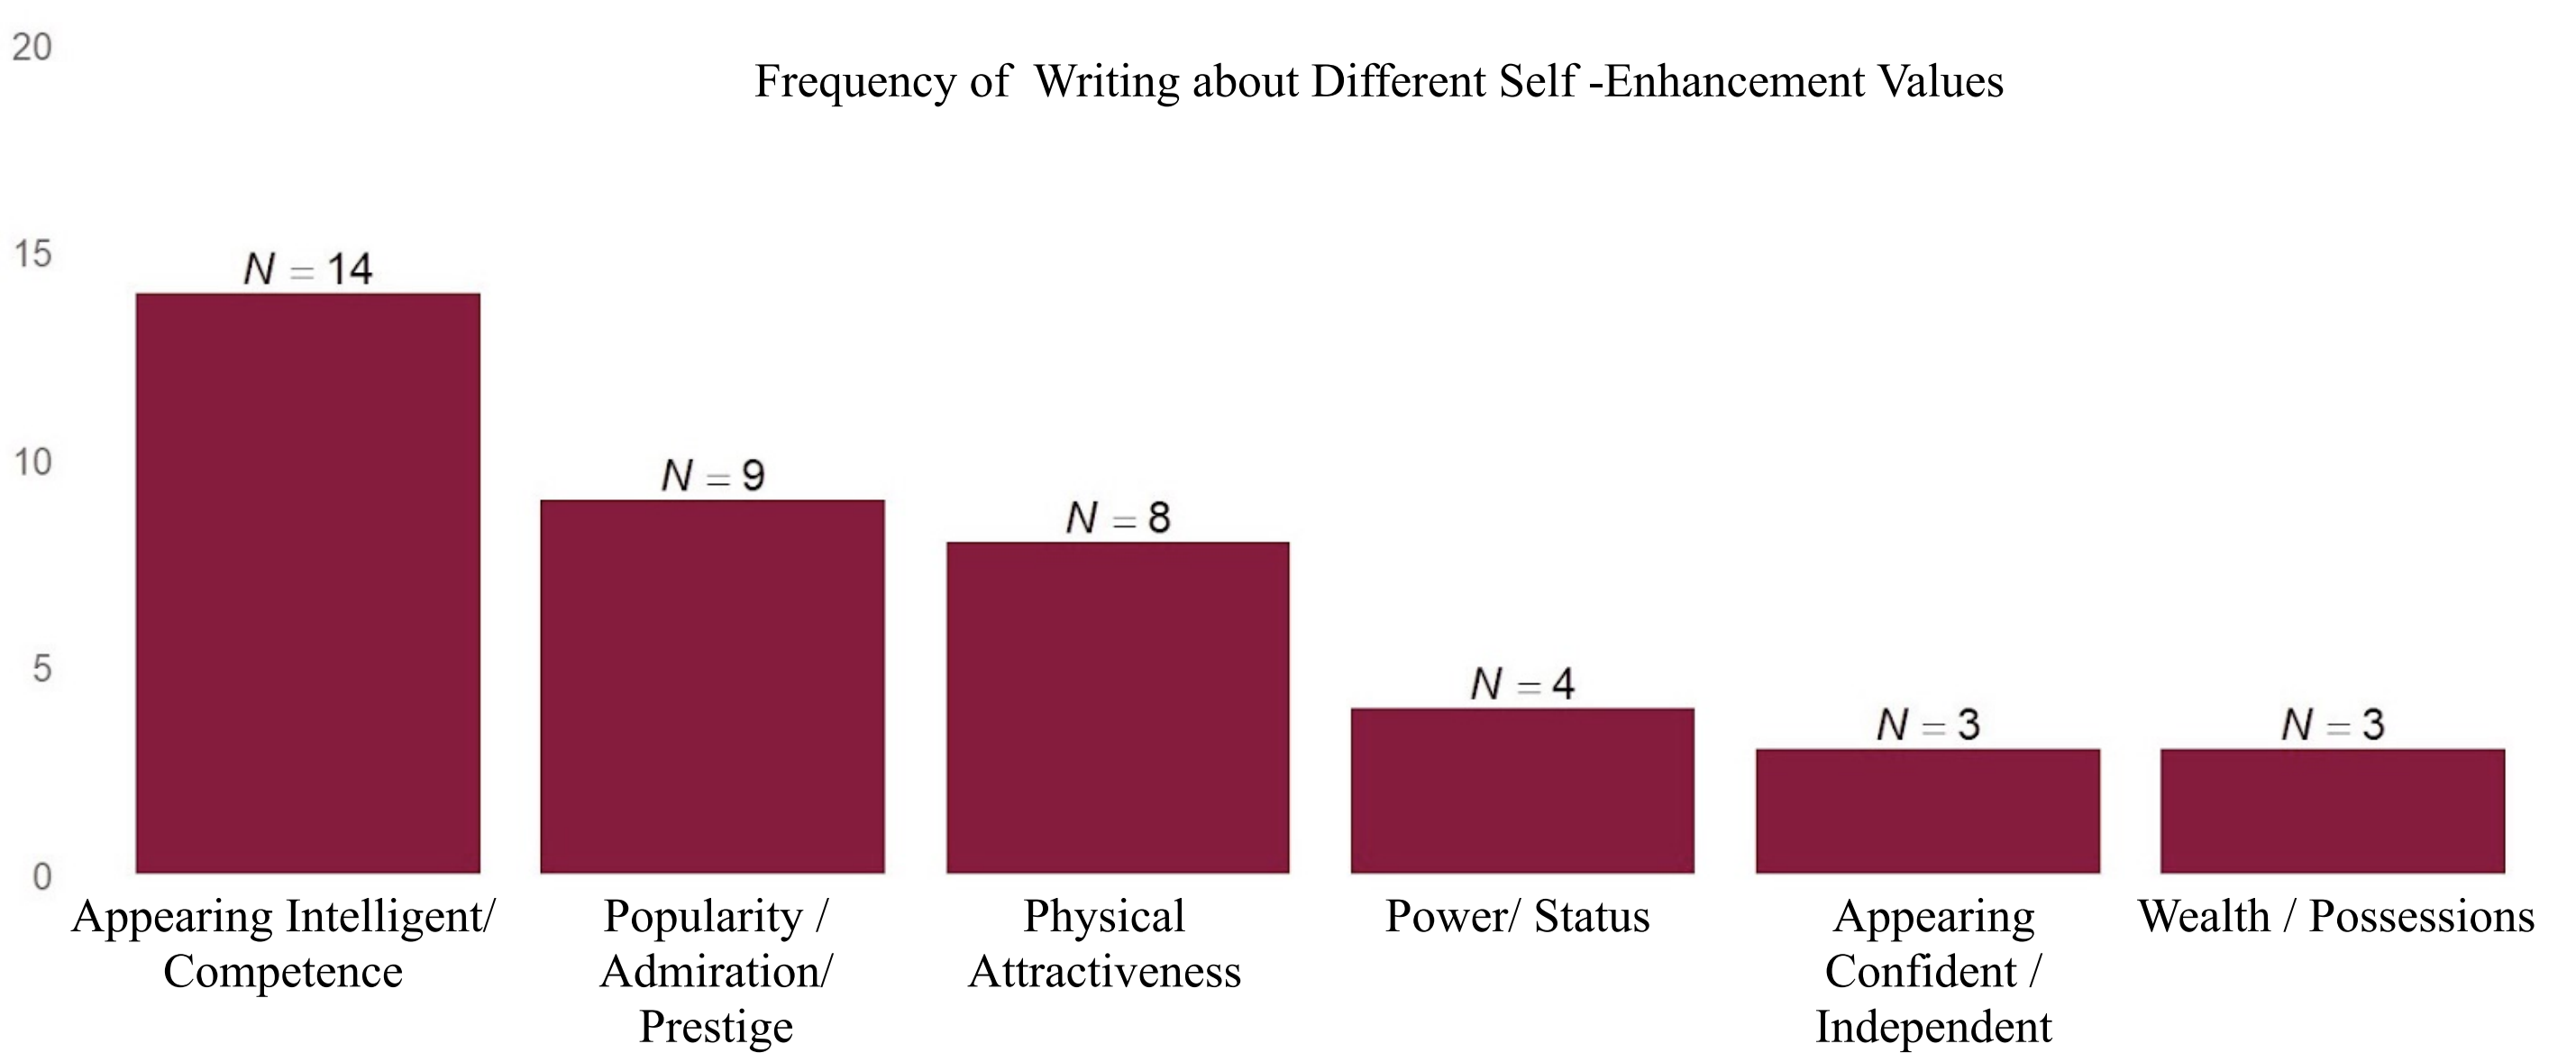 20
Frequency of  Writing about Different Self -Enhancement Values
15
N = 14
10
N = 9
N = 8
5
N = 4
N = 3
N = 3
0
Appearing Intelligent/
Competence
Popularity /
Admiration/
Prestige
Physical
Attractiveness
Power/ Status
Appearing
Confident /
Independent
Wealth / Possessions